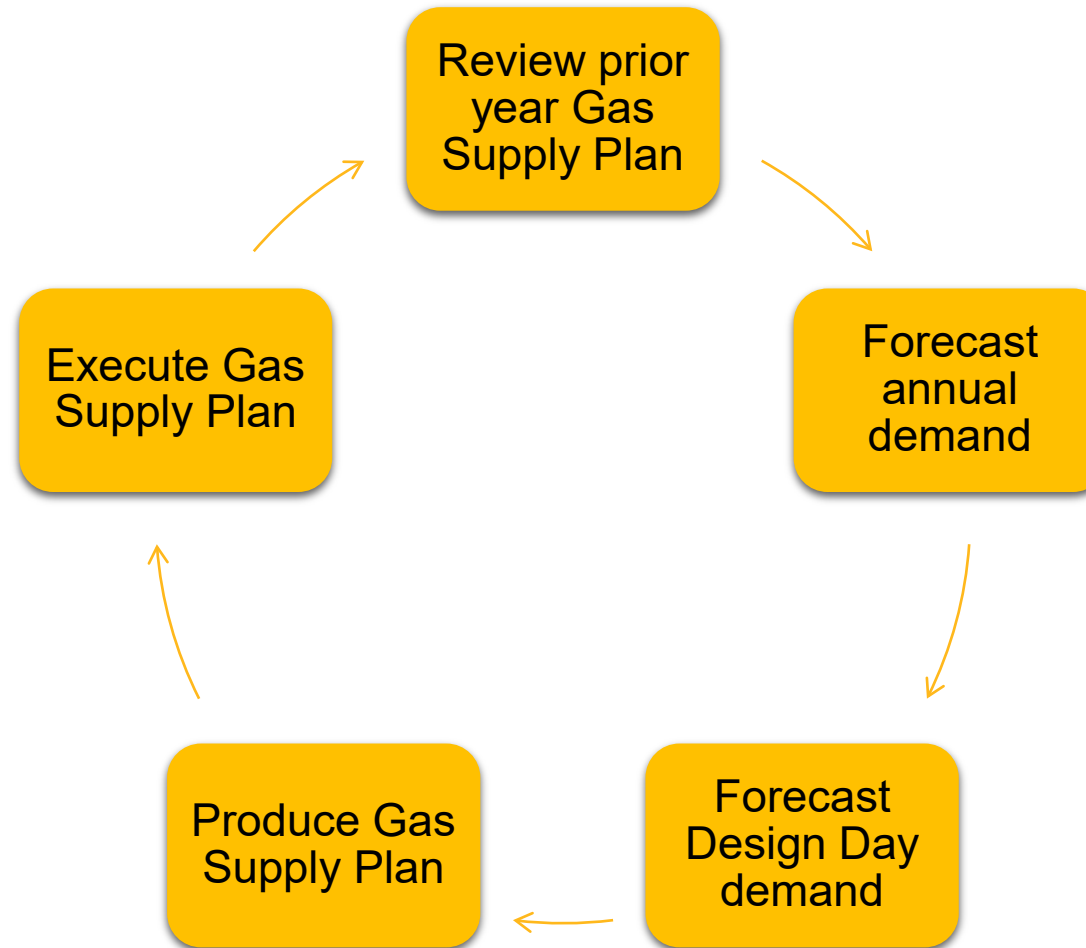 Review prior
year Gas
Supply Plan
Forecast
annual
demand
Forecast
Design Day
demand
Produce Gas
Supply Plan
Execute Gas
Supply Plan